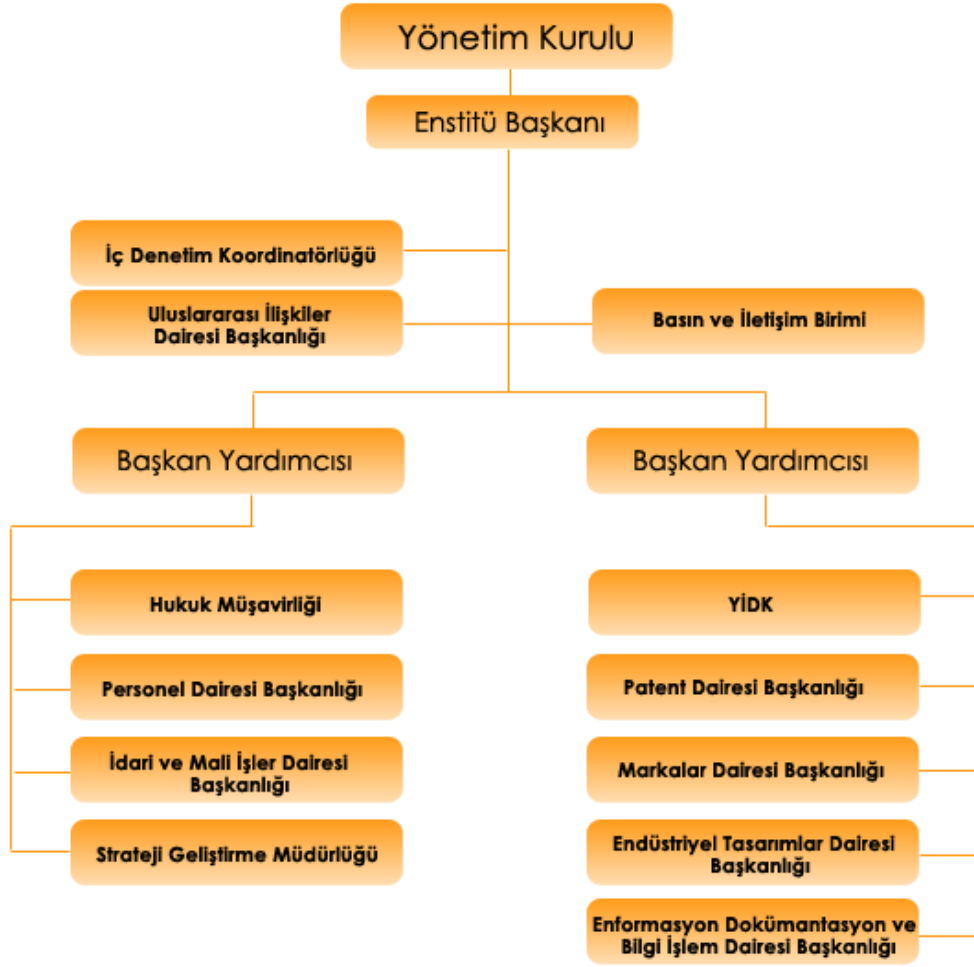 Yönetim Kurulu
Enstitü Başkanı
İç Denetim Koordinatörlüğü
Uluslararası İlişkiler
Dairesi Başkanlığı
Basın ve İletişim Birimi
Başkan Yardımcısı
Başkan Yardımcısı
Hukuk Müşavirliği
Personel Dairesi Başkanlığı
İdari ve Mali İşler Dairesi
Başkanlığı
Strateji Geliştirme Müdürlüğü
YİDK
Patent Dairesi Başkanlığı
Markalar Dairesi Başkanlığı
Endüstriyel Tasarımlar Dairesi
Başkanlığı
Enformasyon Dokümantasyon ve
Bilgi İşlem Dairesi Başkanlığı